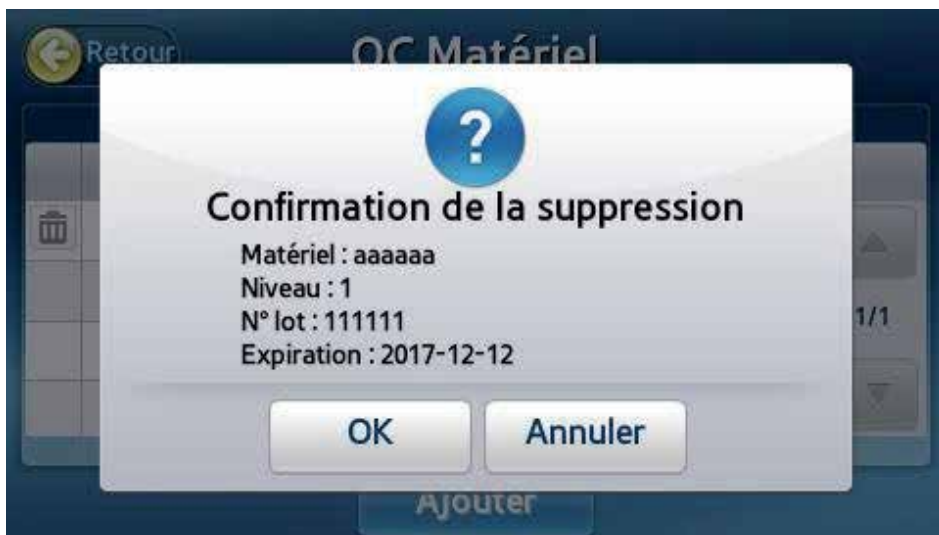 Retour
QC Matériel
?
Confirmation de la suppression
Matériel : aaaaaa
Niveau : 1
N° lot : 111111
Expiration : 2017-12-12
1/1
OK
Annuler
Ajouter